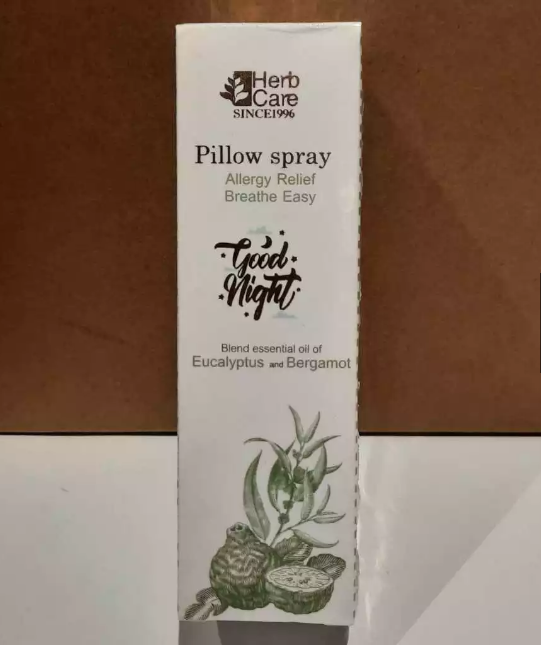 Herb
Care
SINCE1996
Pillow spray
Allergy Relief
Breathe Easy
Good
Night
Blend essential oil of
Eucalyptus and Bergamot